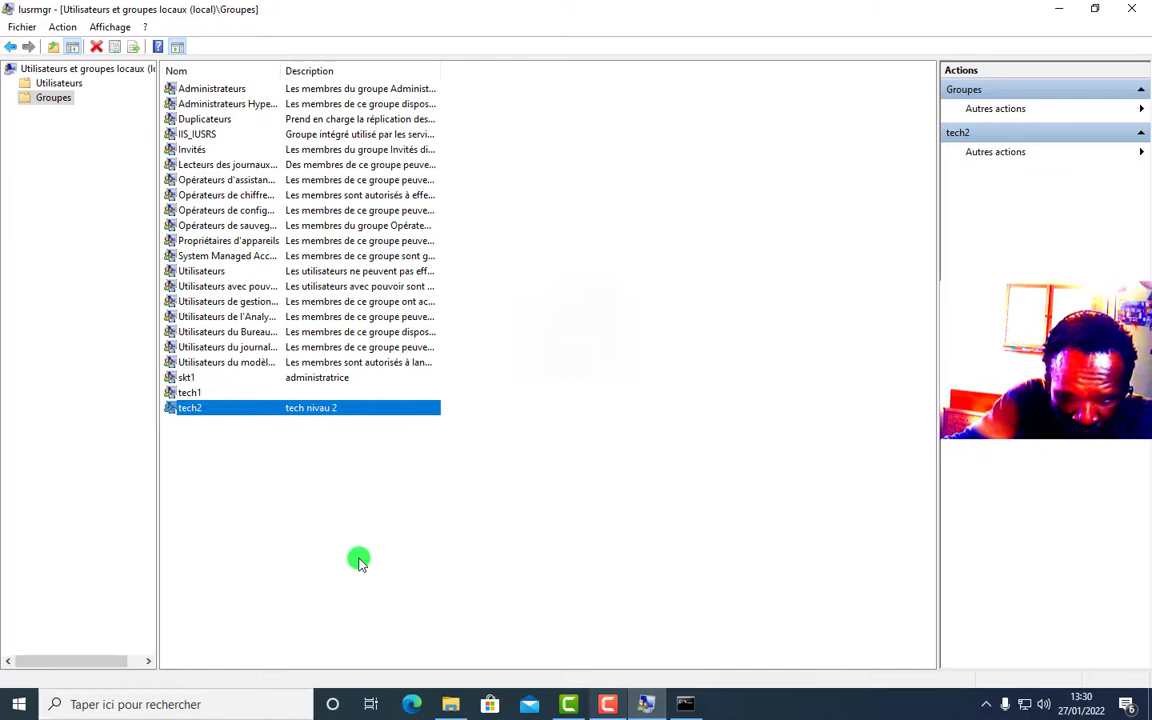 lusrmgr - [Utilisateurs et groupes locaux (local)\Groupes]
Fichier Action Affichage ?
Utilisateurs et groupes locaux (l
Utilisateurs
Groupes
Nom Description
Administrateurs Les membres du groupe Administ...
Administrateurs Hype... Les membres de ce groupe dispos...
Duplicateurs Prend en charge la réplication des...
IIS_IUSRS Groupe intégré utilisé par les servi...
Invités Les membres du groupe Invités di...
Lecteurs des journaux... Des membres de ce groupe peuve...
Opérateurs d'assistan... Les membres de ce groupe peuve...
Opérateurs de chiffre... Les membres sont autorisés à effe...
Opérateurs de config... Les membres de ce groupe peuve...
Opérateurs de sauveg... Les membres du groupe Opérate...
Propriétaires d'appareils Les membres de ce groupe peuve...
System Managed Acc... Les membres de ce groupe sont g...
Utilisateurs Les utilisateurs ne peuvent pas eff...
Utilisateurs avec pouv... Les utilisateurs avec pouvoir sont ...
Utilisateurs de gestion... Les membres de ce groupe ont ac...
Utilisateurs de l'Analy... Les membres de ce groupe peuve...
Utilisateurs du Bureau... Les membres de ce groupe dispos...
Utilisateurs du journal... Les membres de ce groupe peuve...
Utilisateurs du modèl... Les membres sont autorisés à lan...
skt1 administratrice
tech1
tech2 tech nivau 2
Actions
Groupes
Autres actions
tech2
Autres actions
Taper ici pour rechercher
13:30
27/01/2022
6